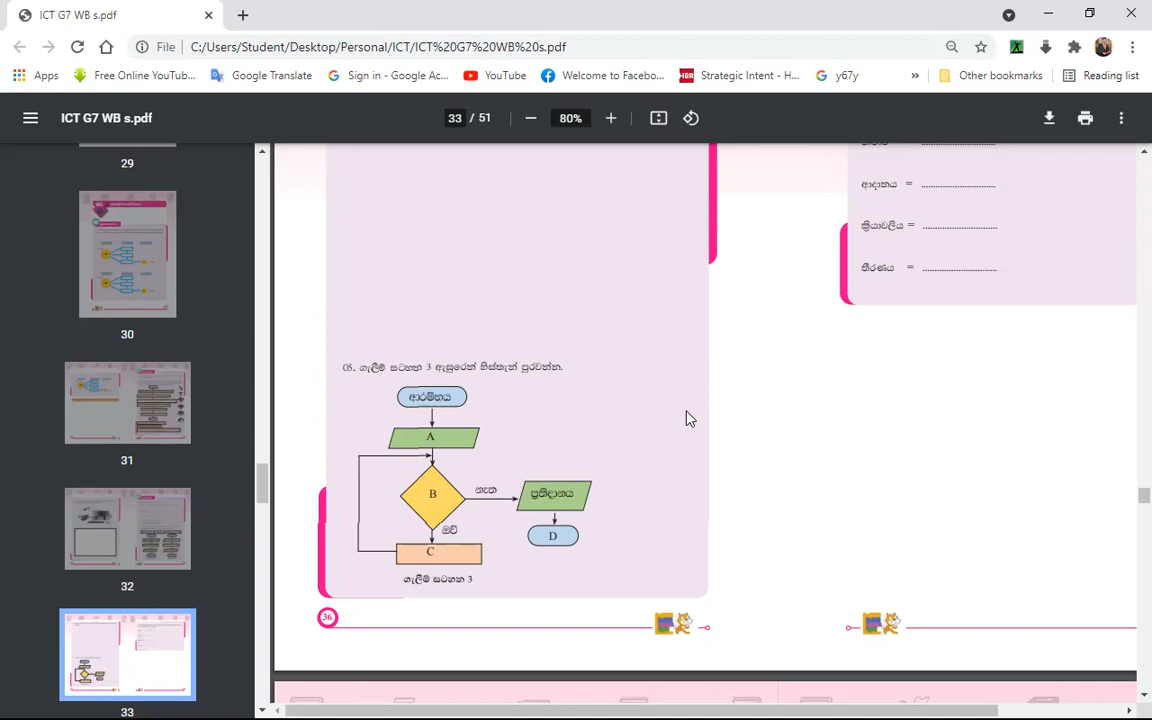 ICT G7 WB s.pdf
File
C:/Users/Student/Desktop/Personal/ICT/ICT%20G7%20WB%20s.pdf
Apps
Free Online YouTub...
Google Translate
Sign in - Google Ac...
YouTube
Welcome to Facebo...
HBR
Strategic Intent - H...
y67y
»
Other bookmarks
Reading list
ICT G7 WB s.pdf
33 / 51
80%
29
30
31
32
33
ආදානය = ........................
ක්‍රියාවලිය = ........................
තීරණය = ........................
05. ගැලීම් සටහන 3 ඇසුරෙන් හිස්තැන් පුරවන්න.
ආරම්භය
A
B
නැත
ප්‍රතිදානය
ඔව්
D
C
ගැලීම් සටහන 3
36